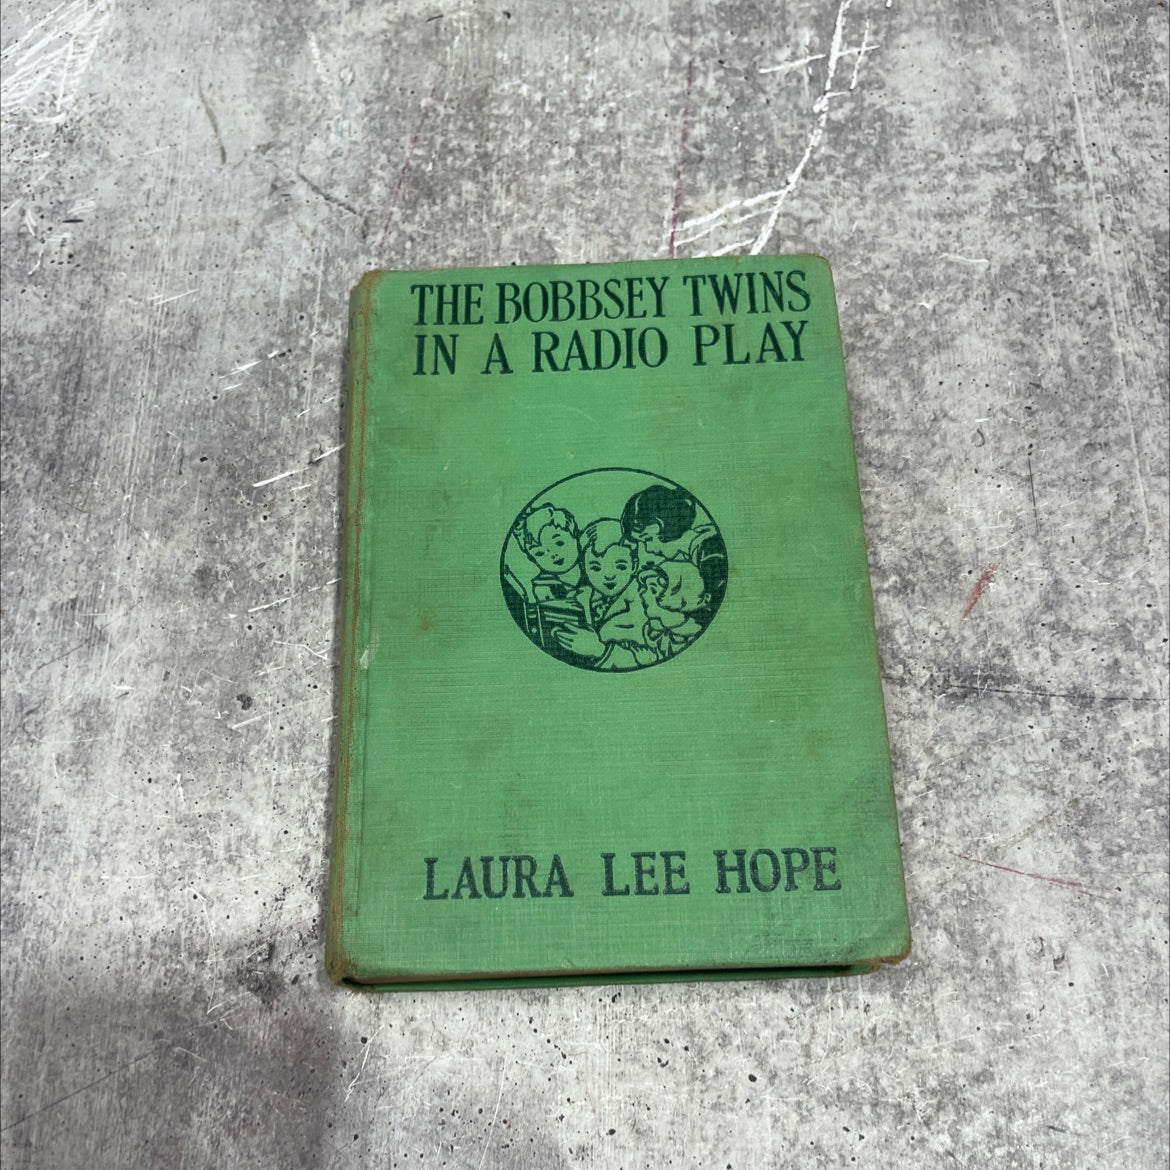 THE BOBBSEY TWINS
IN A RADIO PLAY
LAURA LEE HOPE